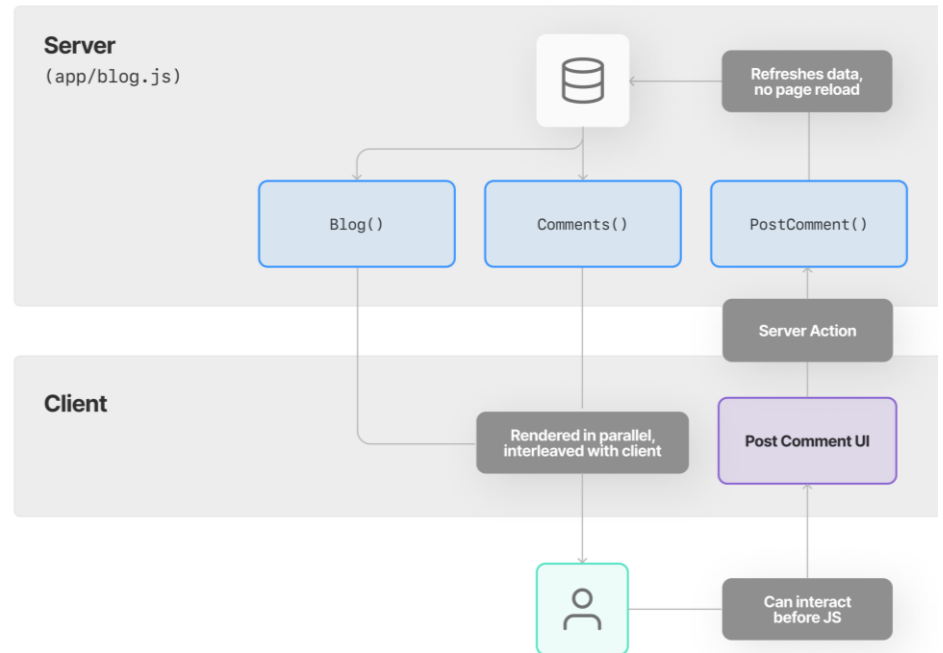 Server
(app/blog.js)
Refreshes data,
no page reload
Blog()
Comments()
PostComment()
Server Action
Client
Rendered in parallel,
interleaved with client
Post Comment UI
Can interact
before JS